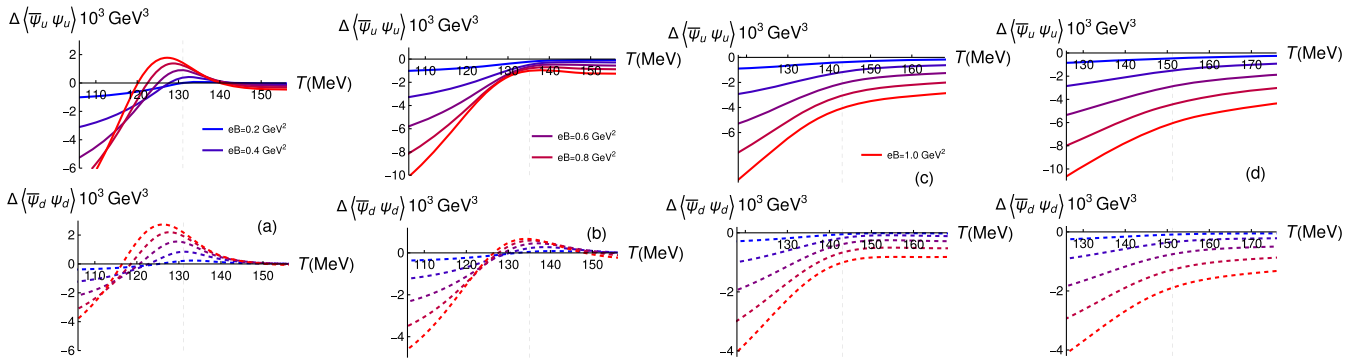 Δ⟨ψ̄u ψu⟩ 10³ GeV³
2
1
0
110 120 130 140 150
T(MeV)
-2
-4
-6
eB=0.2 GeV²
eB=0.4 GeV²
Δ⟨ψ̄u ψu⟩ 10³ GeV³
0
110 120 130 140 150
T(MeV)
-2
-4
-6
-8
-10
eB=0.6 GeV²
eB=0.8 GeV²
Δ⟨ψ̄u ψu⟩ 10³ GeV³
0
130 140 150 160
T(MeV)
-2
-4
-6
eB=1.0 GeV²
(c)
Δ⟨ψ̄u ψu⟩ 10³ GeV³
0
130 140 150 160 170
T(MeV)
-2
-4
-6
-8
-10
(d)
Δ⟨ψ̄d ψd⟩ 10³ GeV³
(a)
2
0
110 120 130 140 150
T(MeV)
-2
-4
-6
Δ⟨ψ̄d ψd⟩ 10³ GeV³
(b)
0
110 120 130 140 150
T(MeV)
-2
-4
Δ⟨ψ̄d ψd⟩ 10³ GeV³
0
130 140 150 160
T(MeV)
-2
-4
Δ⟨ψ̄d ψd⟩ 10³ GeV³
0
130 140 150 160 170
T(MeV)
-2
-4